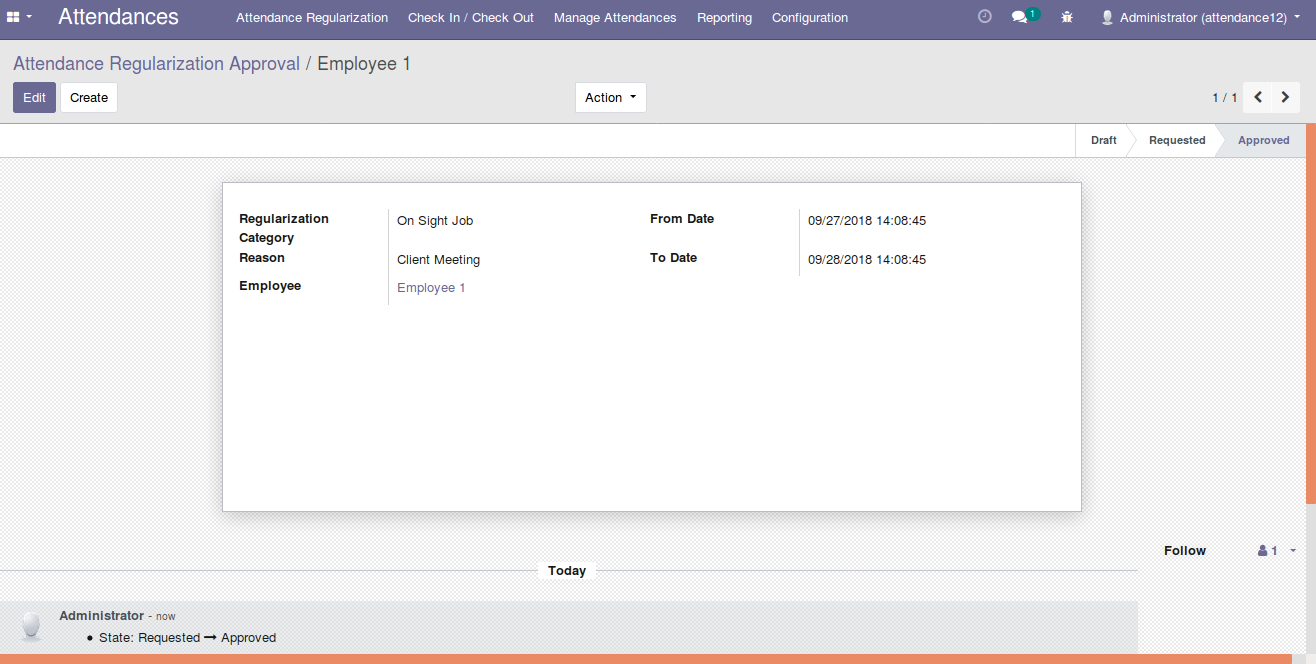 Attendances Attendance Regularization Check In / Check Out Manage Attendances Reporting Configuration 1 Administrator (attendance12)
Attendance Regularization Approval / Employee 1
Edit Create Action 1 / 1
Draft Requested Approved
Regularization Category On Sight Job From Date 09/27/2018 14:08:45
Reason Client Meeting To Date 09/28/2018 14:08:45
Employee Employee 1
Follow 1
Today
Administrator - now
• State: Requested → Approved